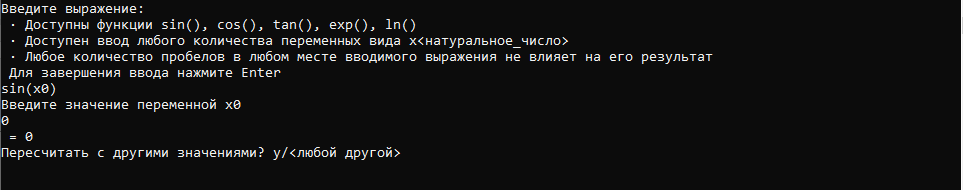 Введите выражение:
· Доступны функции sin(), cos(), tan(), exp(), ln()
· Доступен ввод любого количества переменных вида x<натуральное_число>
· Любое количество пробелов в любом месте вводимого выражения не влияет на его результат
Для завершения ввода нажмите Enter
sin(x0)
Введите значение переменной x0
0
= 0
Пересчитать с другими значениями? y/<любой другой>